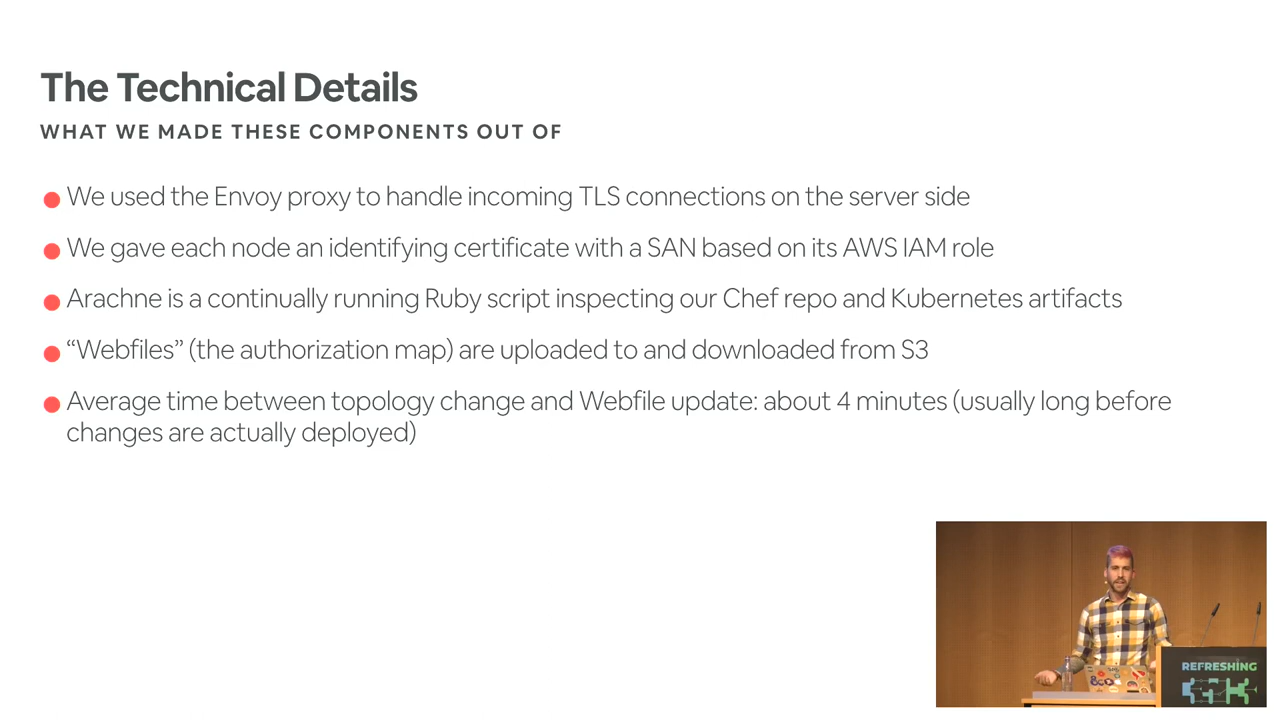 The Technical Details
WHAT WE MADE THESE COMPONENTS OUT OF
We used the Envoy proxy to handle incoming TLS connections on the server side
We gave each node an identifying certificate with a SAN based on its AWS IAM role
Arachne is a continually running Ruby script inspecting our Chef repo and Kubernetes artifacts
“Webfiles” (the authorization map) are uploaded to and downloaded from S3
Average time between topology change and Webfile update: about 4 minutes (usually long before
changes are actually deployed)
REFRESHING